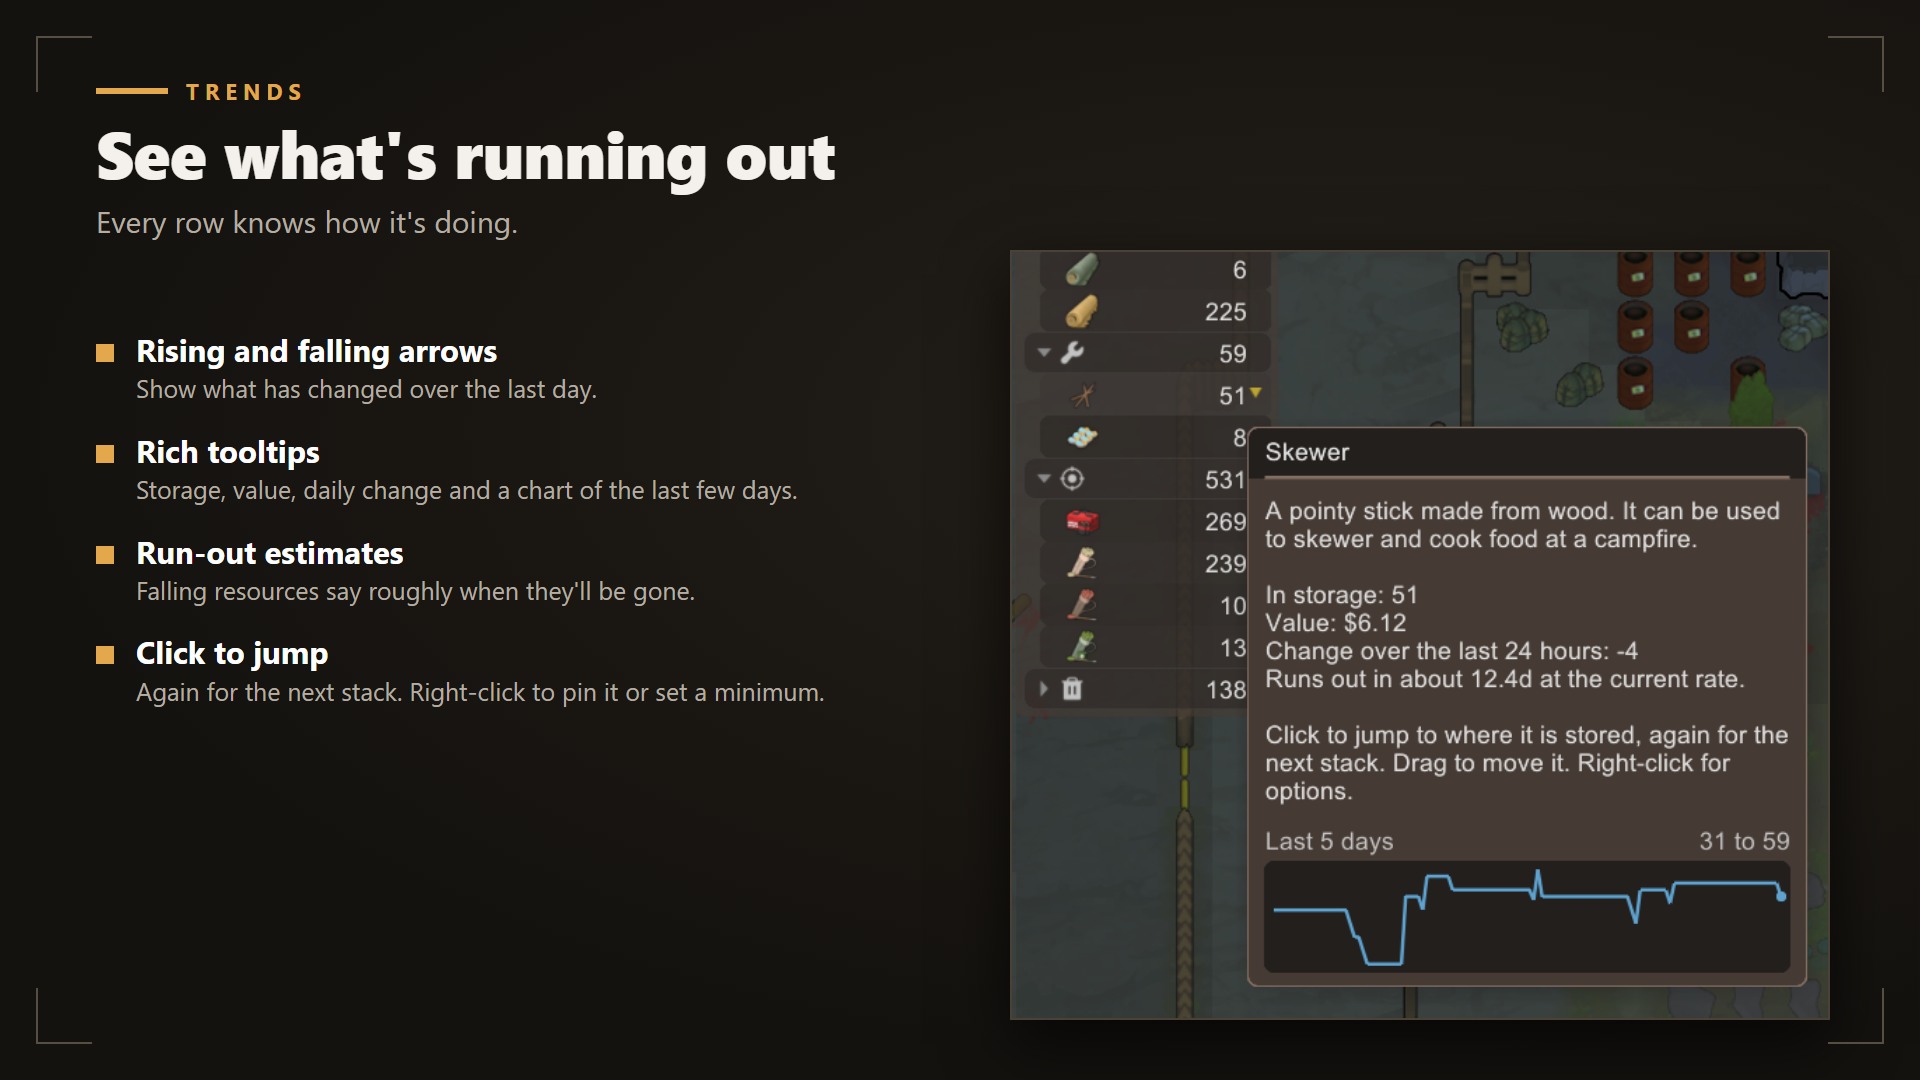 TRENDS
See what's running out
Every row knows how it's doing.
Rising and falling arrows
Show what has changed over the last day.
Rich tooltips
Storage, value, daily change and a chart of the last few days.
Run-out estimates
Falling resources say roughly when they'll be gone.
Click to jump
Again for the next stack. Right-click to pin it or set a minimum.
6
225
59
51
8
531
269
239
10
13
138
Skewer
A pointy stick made from wood. It can be used
to skewer and cook food at a campfire.
In storage: 51
Value: $6.12
Change over the last 24 hours: -4
Runs out in about 12.4d at the current rate.
Click to jump to where it is stored, again for the
next stack. Drag to move it. Right-click for
options.
Last 5 days 31 to 59